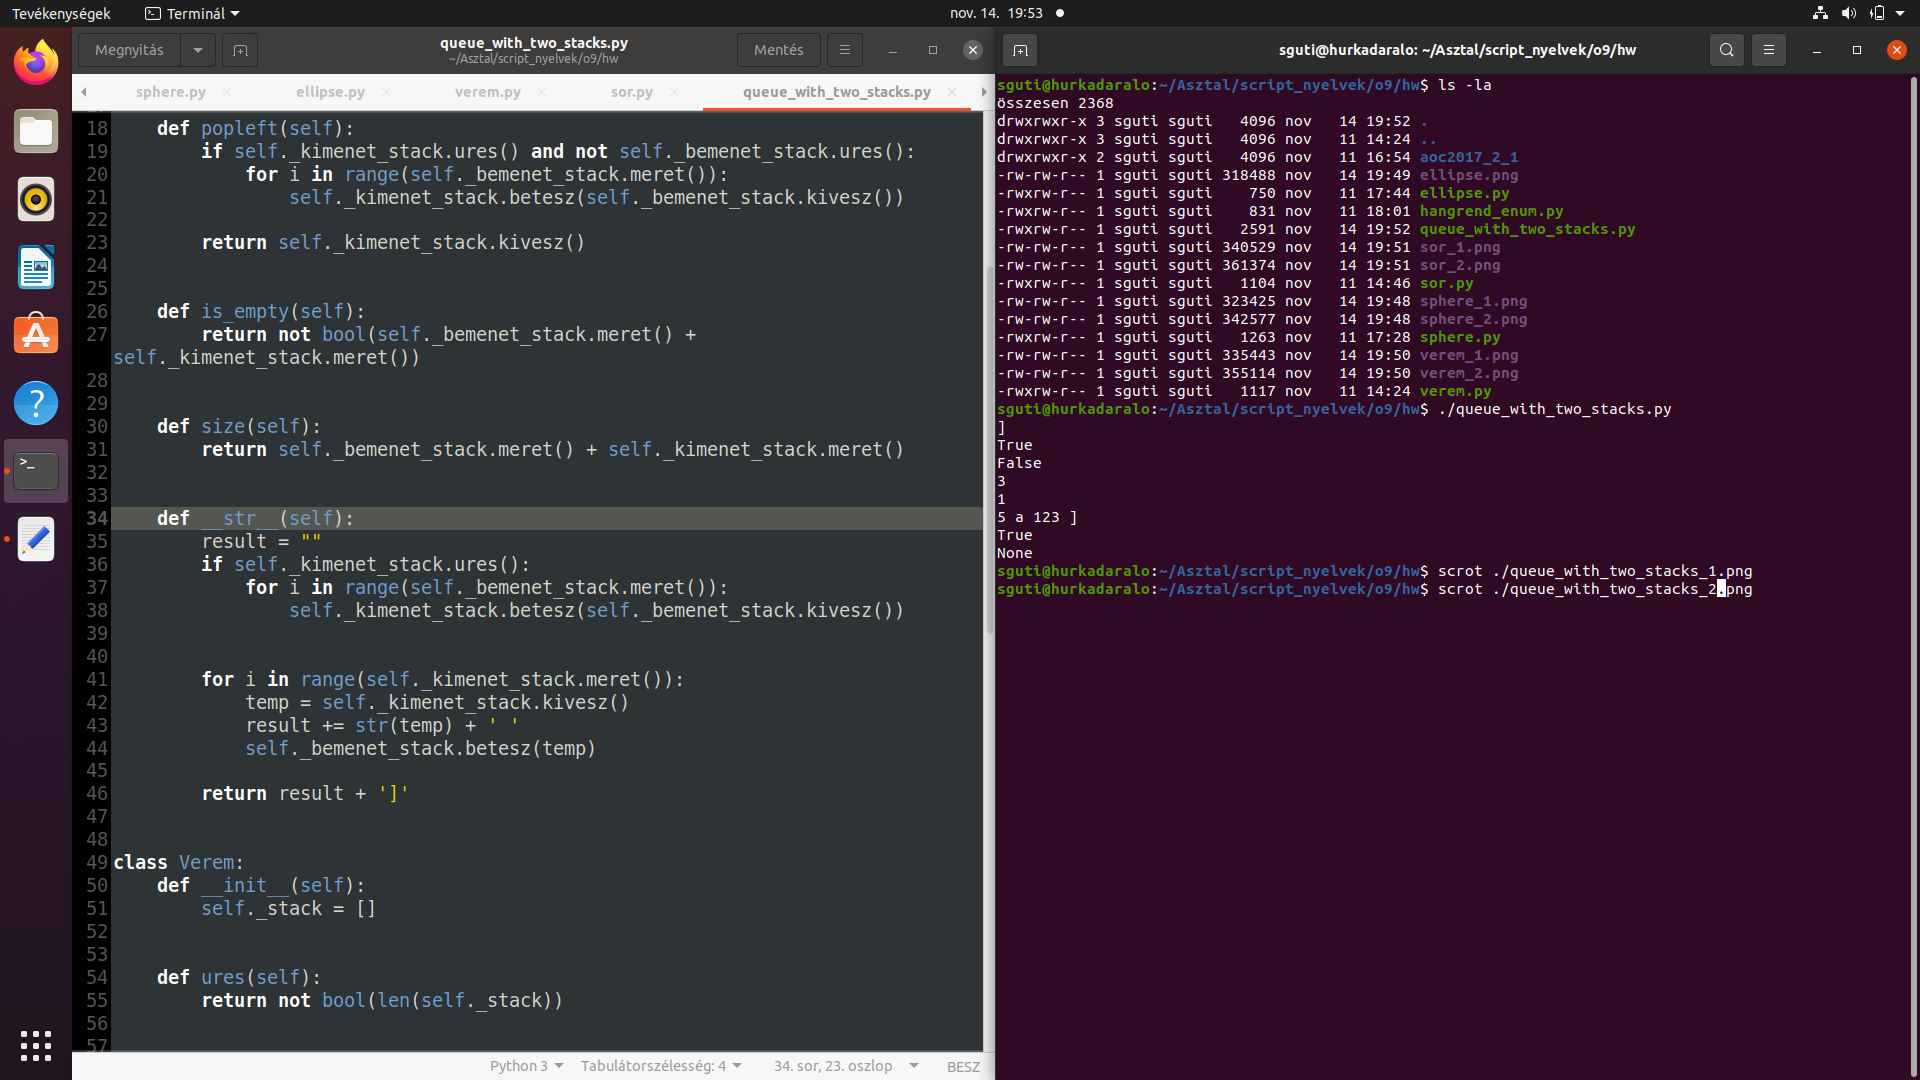 Tevékenységek
Terminál
nov. 14. 19:53
Megnyitás
queue_with_two_stacks.py
~/Asztal/script_nyelvek/o9/hw
Mentés
sphere.py
ellipse.py
verem.py
sor.py
queue_with_two_stacks.py
18     def popleft(self):
19         if self._kimenet_stack.ures() and not self._bemenet_stack.ures():
20             for i in range(self._bemenet_stack.meret()):
21                 self._kimenet_stack.betesz(self._bemenet_stack.kivesz())
22
23         return self._kimenet_stack.kivesz()
24
25
26     def is_empty(self):
27         return not bool(self._bemenet_stack.meret() +
self._kimenet_stack.meret())
28
29
30     def size(self):
31         return self._bemenet_stack.meret() + self._kimenet_stack.meret()
32
33
34     def __str__(self):
35         result = ""
36         if self._kimenet_stack.ures():
37             for i in range(self._bemenet_stack.meret()):
38                 self._kimenet_stack.betesz(self._bemenet_stack.kivesz())
39
40
41         for i in range(self._kimenet_stack.meret()):
42             temp = self._kimenet_stack.kivesz()
43             result += str(temp) + ' '
44             self._bemenet_stack.betesz(temp)
45
46         return result + ']'
47
48
49 class Verem:
50     def __init__(self):
51         self._stack = []
52
53
54     def ures(self):
55         return not bool(len(self._stack))
56
57
Python 3
Tabulátorszélesség: 4
34. sor, 23. oszlop
BESZ
sguti@hurkadaralo: ~/Asztal/script_nyelvek/o9/hw
sguti@hurkadaralo:~/Asztal/script_nyelvek/o9/hw$ ls -la
összesen 2368
drwxrwxr-x 3 sguti sguti   4096 nov   14 19:52 .
drwxrwxr-x 3 sguti sguti   4096 nov   11 14:24 ..
drwxrwxr-x 2 sguti sguti   4096 nov   11 16:54 aoc2017_2_1
-rw-rw-r-- 1 sguti sguti 318488 nov   14 19:49 ellipse.png
-rwxrw-r-- 1 sguti sguti    750 nov   11 17:44 ellipse.py
-rwxrw-r-- 1 sguti sguti    831 nov   11 18:01 hangrend_enum.py
-rwxrw-r-- 1 sguti sguti   2591 nov   14 19:52 queue_with_two_stacks.py
-rw-rw-r-- 1 sguti sguti 340529 nov   14 19:51 sor_1.png
-rw-rw-r-- 1 sguti sguti 361374 nov   14 19:51 sor_2.png
-rwxrw-r-- 1 sguti sguti   1104 nov   11 14:46 sor.py
-rw-rw-r-- 1 sguti sguti 323425 nov   14 19:48 sphere_1.png
-rw-rw-r-- 1 sguti sguti 342577 nov   14 19:48 sphere_2.png
-rwxrw-r-- 1 sguti sguti   1263 nov   11 17:28 sphere.py
-rw-rw-r-- 1 sguti sguti 335443 nov   14 19:50 verem_1.png
-rw-rw-r-- 1 sguti sguti 355114 nov   14 19:50 verem_2.png
-rwxrw-r-- 1 sguti sguti   1117 nov   11 14:24 verem.py
sguti@hurkadaralo:~/Asztal/script_nyelvek/o9/hw$ ./queue_with_two_stacks.py
]
True
False
3
1
5 a 123 ]
True
None
sguti@hurkadaralo:~/Asztal/script_nyelvek/o9/hw$ scrot ./queue_with_two_stacks_1.png
sguti@hurkadaralo:~/Asztal/script_nyelvek/o9/hw$ scrot ./queue_with_two_stacks_2.png